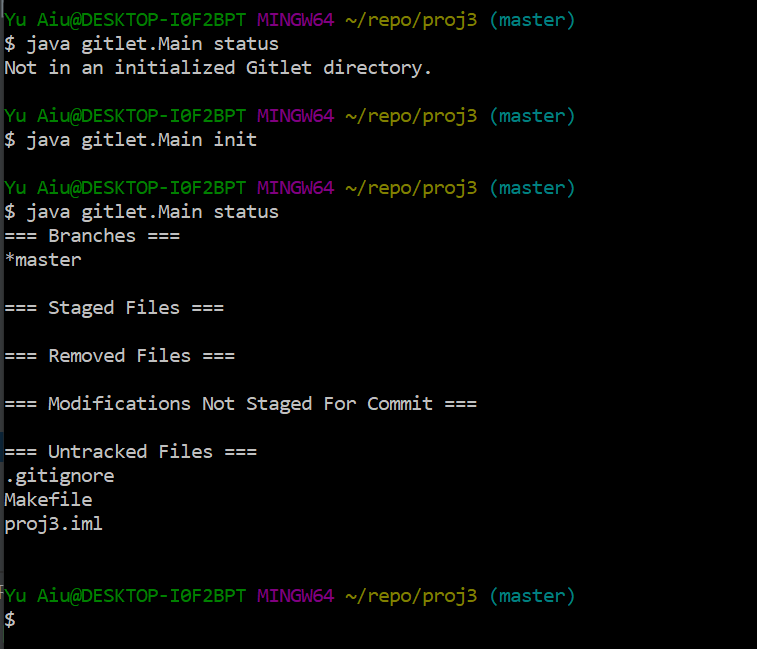 Yu Aiu@DESKTOP-I0F2BPT MINGW64 ~/repo/proj3 (master)
$ java gitlet.Main status
Not in an initialized Gitlet directory.
Yu Aiu@DESKTOP-I0F2BPT MINGW64 ~/repo/proj3 (master)
$ java gitlet.Main init
Yu Aiu@DESKTOP-I0F2BPT MINGW64 ~/repo/proj3 (master)
$ java gitlet.Main status
=== Branches ===
*master
=== Staged Files ===
=== Removed Files ===
=== Modifications Not Staged For Commit ===
=== Untracked Files ===
.gitignore
Makefile
proj3.iml
Yu Aiu@DESKTOP-I0F2BPT MINGW64 ~/repo/proj3 (master)
$